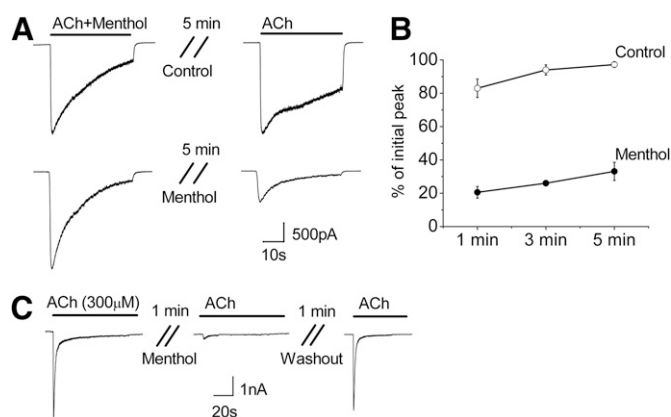 A
ACh+Menthol
5 min
Control
ACh
5 min
Menthol
500pA
10s
B
% of initial peak
100
80
60
40
20
0
Control
Menthol
1 min 3 min 5 min
C
ACh (300μM)
1 min
Menthol
ACh
1 min
Washout
ACh
1nA
20s